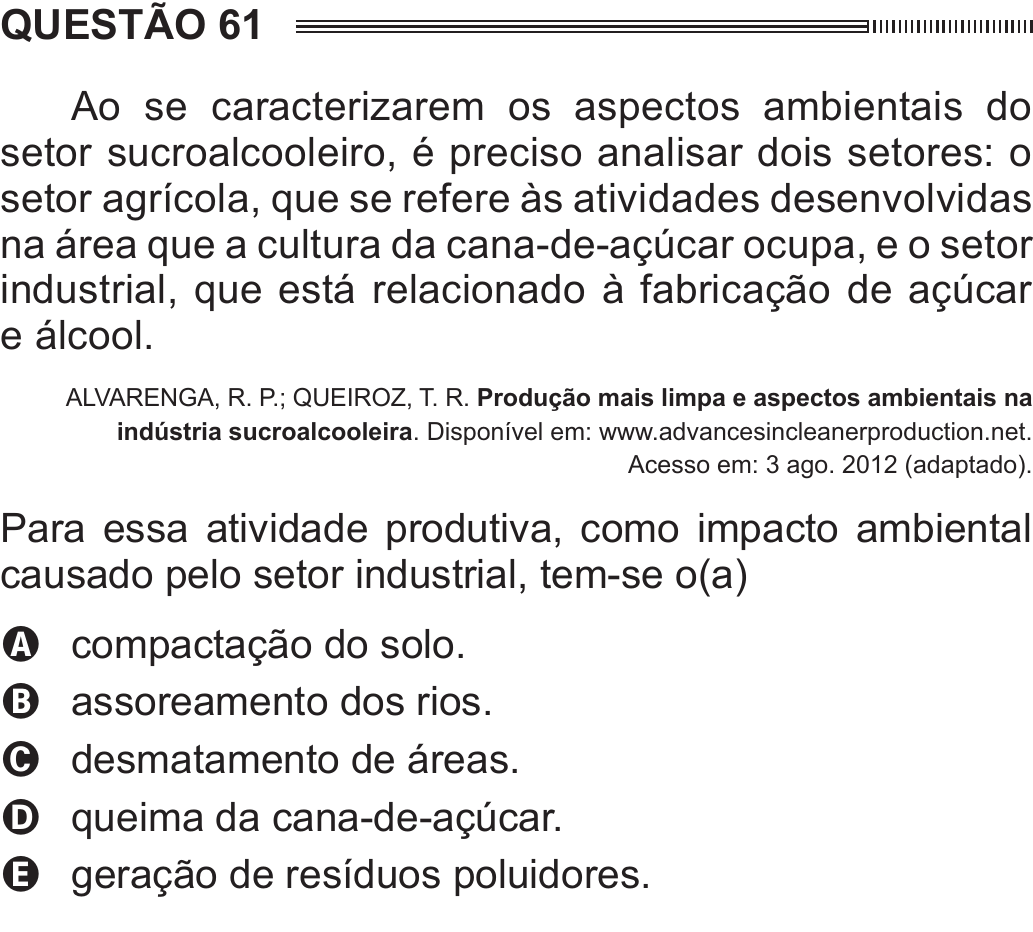 QUESTÃO 61
Ao se caracterizarem os aspectos ambientais do
setor sucroalcooleiro, é preciso analisar dois setores: o
setor agrícola, que se refere às atividades desenvolvidas
na área que a cultura da cana-de-açúcar ocupa, e o setor
industrial, que está relacionado à fabricação de açúcar
e álcool.
ALVARENGA, R. P.; QUEIROZ, T. R. Produção mais limpa e aspectos ambientais na
indústria sucroalcooleira. Disponível em: www.advancesincleanerproduction.net.
Acesso em: 3 ago. 2012 (adaptado).
Para essa atividade produtiva, como impacto ambiental
causado pelo setor industrial, tem-se o(a)
A compactação do solo.
B assoreamento dos rios.
C desmatamento de áreas.
D queima da cana-de-açúcar.
E geração de resíduos poluidores.